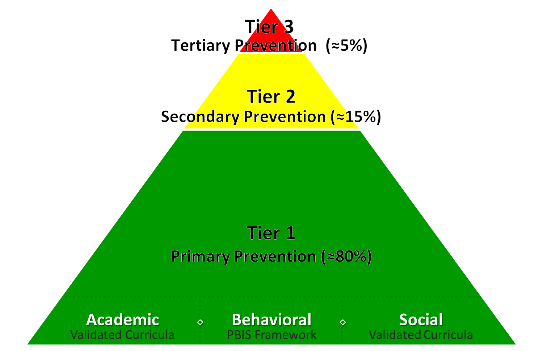 Tier 3
Tertiary Prevention (≈5%)
Tier 2
Secondary Prevention (≈15%)
Tier 1
Primary Prevention (≈80%)
Academic ◇ Behavioral ◇ Social
Validated Curricula PBIS Framework Validated Curricula